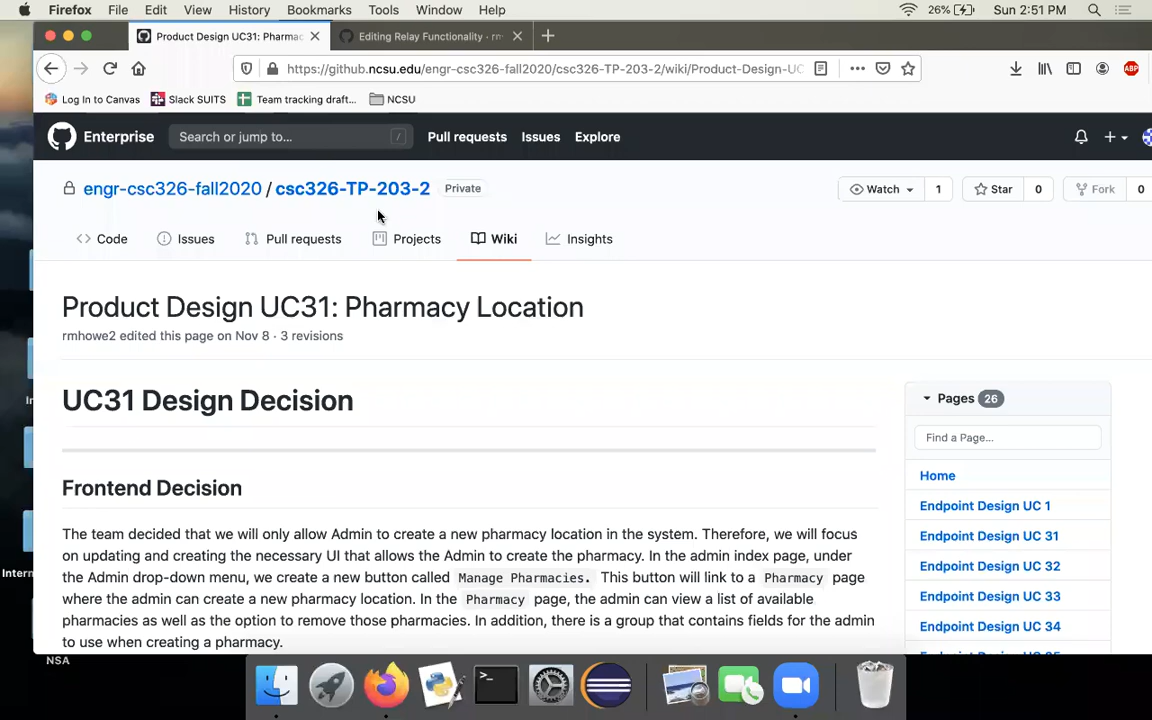 Firefox File Edit View History Bookmarks Tools Window Help 26% Sun 2:51 PM
Product Design UC31: Pharmac Editing Relay Functionality · rm
https://github.ncsu.edu/engr-csc326-fall2020/csc326-TP-203-2/wiki/Product-Design-UC ABP
Log In to Canvas Slack SUITS Team tracking draft... NCSU
Enterprise Search or jump to... / Pull requests Issues Explore
engr-csc326-fall2020 / csc326-TP-203-2 Private Watch 1 Star 0 Fork 0
Code Issues Pull requests Projects Wiki Insights
Product Design UC31: Pharmacy Location
rmhowe2 edited this page on Nov 8 · 3 revisions
UC31 Design Decision
Frontend Decision
The team decided that we will only allow Admin to create a new pharmacy location in the system. Therefore, we will focus
on updating and creating the necessary UI that allows the Admin to create the pharmacy. In the admin index page, under
the Admin drop-down menu, we create a new button called Manage Pharmacies. This button will link to a Pharmacy page
where the admin can create a new pharmacy location. In the Pharmacy page, the admin can view a list of available
pharmacies as well as the option to remove those pharmacies. In addition, there is a group that contains fields for the admin
to use when creating a pharmacy.
Pages 26
Find a Page...
Home
Endpoint Design UC 1
Endpoint Design UC 31
Endpoint Design UC 32
Endpoint Design UC 33
Endpoint Design UC 34
In
In
Intern
NSA